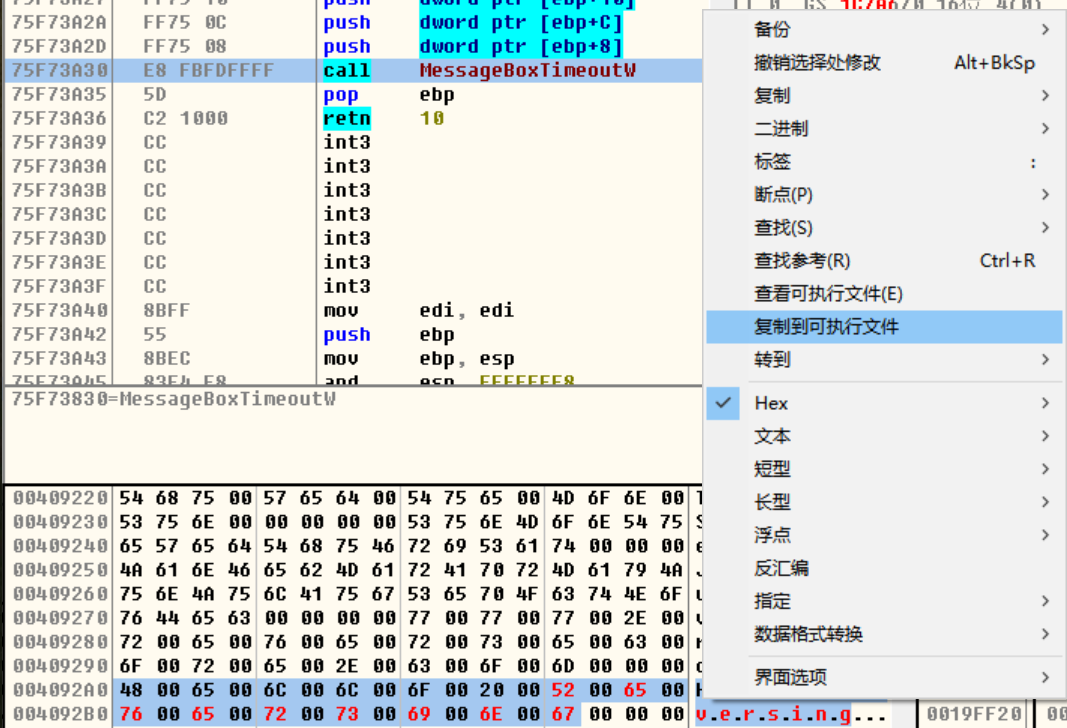 75F73A2A FF75 0C push dword ptr [ebp+C]
75F73A2D FF75 08 push dword ptr [ebp+8]
75F73A30 E8 FBFDFFFF call MessageBoxTimeoutW
75F73A35 5D pop ebp
75F73A36 C2 1000 retn 10
75F73A39 CC int3
75F73A3A CC int3
75F73A3B CC int3
75F73A3C CC int3
75F73A3D CC int3
75F73A3E CC int3
75F73A3F CC int3
75F73A40 8BFF mov edi, edi
75F73A42 55 push ebp
75F73A43 8BEC mov ebp, esp
75F73A45 83E4 F8 and esp, FFFFFFF8
75F73830=MessageBoxTimeoutW
00409220 54 68 75 00 57 65 64 00 54 75 65 00 4D 6F 6E 00
00409230 53 75 6E 00 00 00 00 00 53 75 6E 4D 6F 6E 54 75
00409240 65 57 65 64 54 68 75 46 72 69 53 61 74 00 00 00
00409250 4A 61 6E 46 65 62 4D 61 72 41 70 72 4D 61 79 4A
00409260 75 6E 4A 75 6C 41 75 67 53 65 70 4F 63 74 4E 6F
00409270 76 44 65 63 00 00 00 00 77 00 77 00 77 00 2E 00
00409280 72 00 65 00 76 00 65 00 72 00 73 00 65 00 63 00
00409290 6F 00 72 00 65 00 2E 00 63 00 6F 00 6D 00 00 00
004092A0 48 00 65 00 6C 00 6C 00 6F 00 20 00 52 00 65 00
004092B0 76 00 65 00 72 00 73 00 69 00 6E 00 67 00 00 00 v.e.r.s.i.n.g...
0019FF20
备份
撤销选择处修改 Alt+BkSp
复制
二进制
标签 :
断点(P)
查找(S)
查找参考(R) Ctrl+R
查看可执行文件(E)
复制到可执行文件
转到
Hex
文本
短型
长型
浮点
反汇编
指定
数据格式转换
界面选项